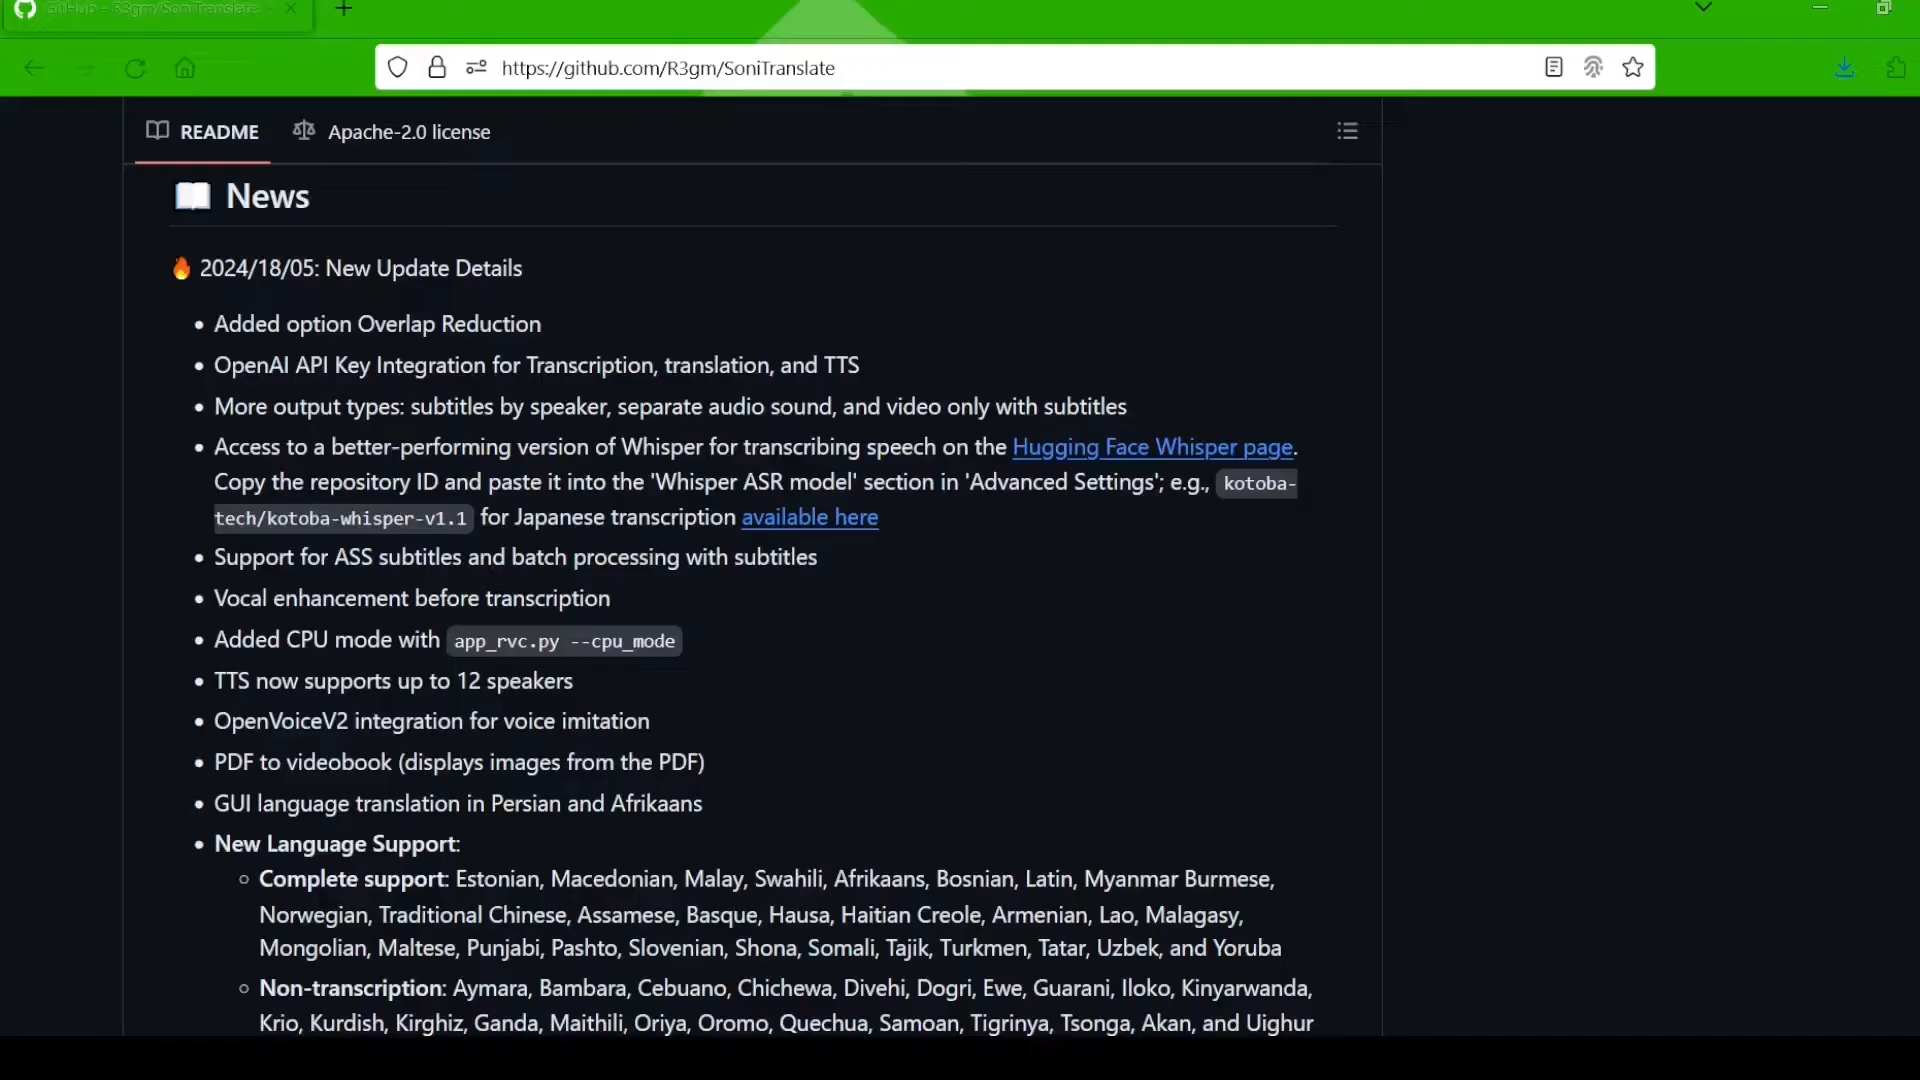 GitHub - R3gm/SoniTranslate
https://github.com/R3gm/SoniTranslate
README
Apache-2.0 license
News
2024/18/05: New Update Details
• Added option Overlap Reduction
• OpenAI API Key Integration for Transcription, translation, and TTS
• More output types: subtitles by speaker, separate audio sound, and video only with subtitles
• Access to a better-performing version of Whisper for transcribing speech on the Hugging Face Whisper page.
Copy the repository ID and paste it into the 'Whisper ASR model' section in 'Advanced Settings'; e.g., kotoba-
tech/kotoba-whisper-v1.1 for Japanese transcription available here
• Support for ASS subtitles and batch processing with subtitles
• Vocal enhancement before transcription
• Added CPU mode with app_rvc.py --cpu_mode
• TTS now supports up to 12 speakers
• OpenVoiceV2 integration for voice imitation
• PDF to videobook (displays images from the PDF)
• GUI language translation in Persian and Afrikaans
• New Language Support:
○ Complete support: Estonian, Macedonian, Malay, Swahili, Afrikaans, Bosnian, Latin, Myanmar Burmese,
Norwegian, Traditional Chinese, Assamese, Basque, Hausa, Haitian Creole, Armenian, Lao, Malagasy,
Mongolian, Maltese, Punjabi, Pashto, Slovenian, Shona, Somali, Tajik, Turkmen, Tatar, Uzbek, and Yoruba
○ Non-transcription: Aymara, Bambara, Cebuano, Chichewa, Divehi, Dogri, Ewe, Guarani, Iloko, Kinyarwanda,
Krio, Kurdish, Kirghiz, Ganda, Maithili, Oriya, Oromo, Quechua, Samoan, Tigrinya, Tsonga, Akan, and Uighur